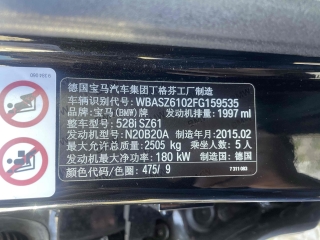 德国宝马汽车集团丁格芬工厂制造
车辆识别代号: WBASZ6102FG159535
品牌: 宝马(BMW)牌 发动机排量: 1997 ml
整车型号: 528i SZ61
发动机型号: N20B20A 制造年月: 2015.02
最大允许总质量: 2505 kg 乘坐人数: 5 人
发动机最大净功率: 180 kW 制造国: 德国
颜色代码/色漆: 475/ 9